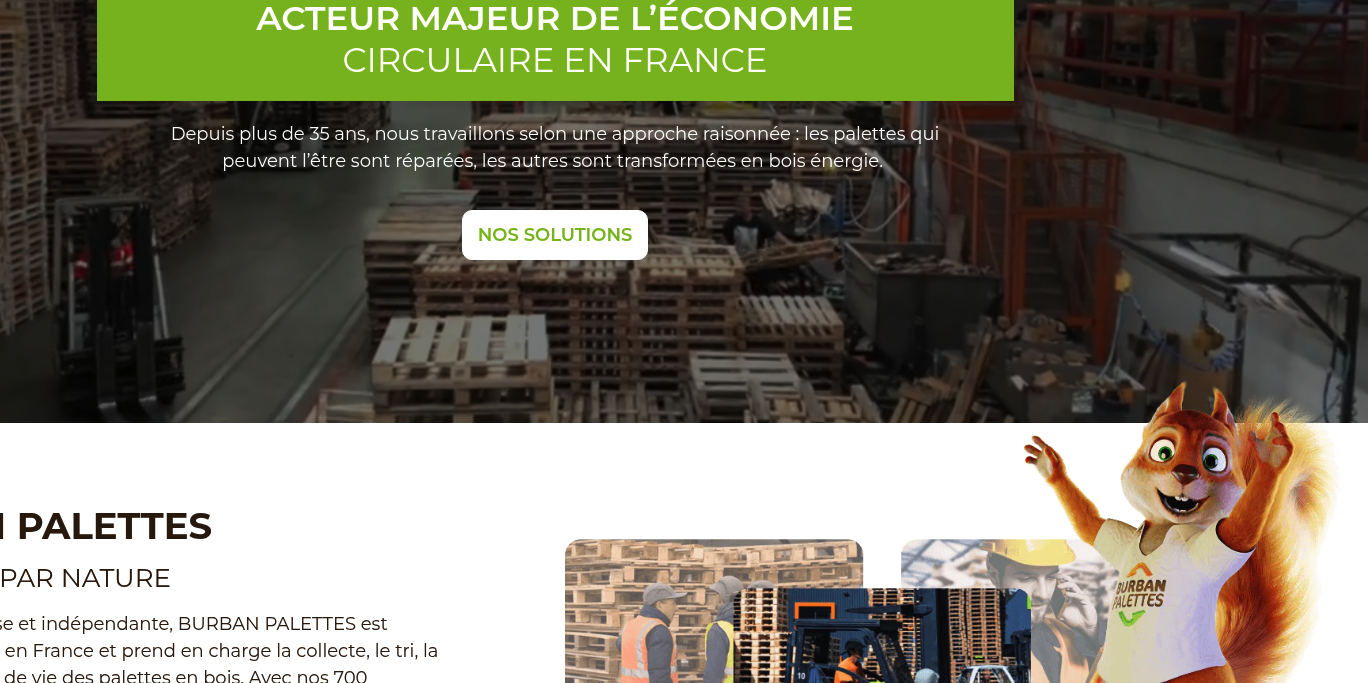 ACTEUR MAJEUR DE L’ÉCONOMIE
CIRCULAIRE EN FRANCE
Depuis plus de 35 ans, nous travaillons selon une approche raisonnée : les palettes qui
peuvent l’être sont réparées, les autres sont transformées en bois énergie.
NOS SOLUTIONS
PALETTES
PAR NATURE
et indépendante, BURBAN PALETTES est
en France et prend en charge la collecte, le tri, la
de vie des palettes en bois. Avec nos 700
BURBAN
PALETTES
10